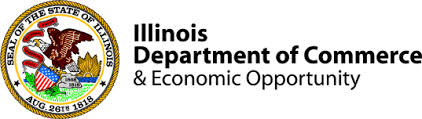 SEAL OF THE STATE OF ILLINOIS
AUG. 26TH 1818
Illinois
Department of Commerce
& Economic Opportunity